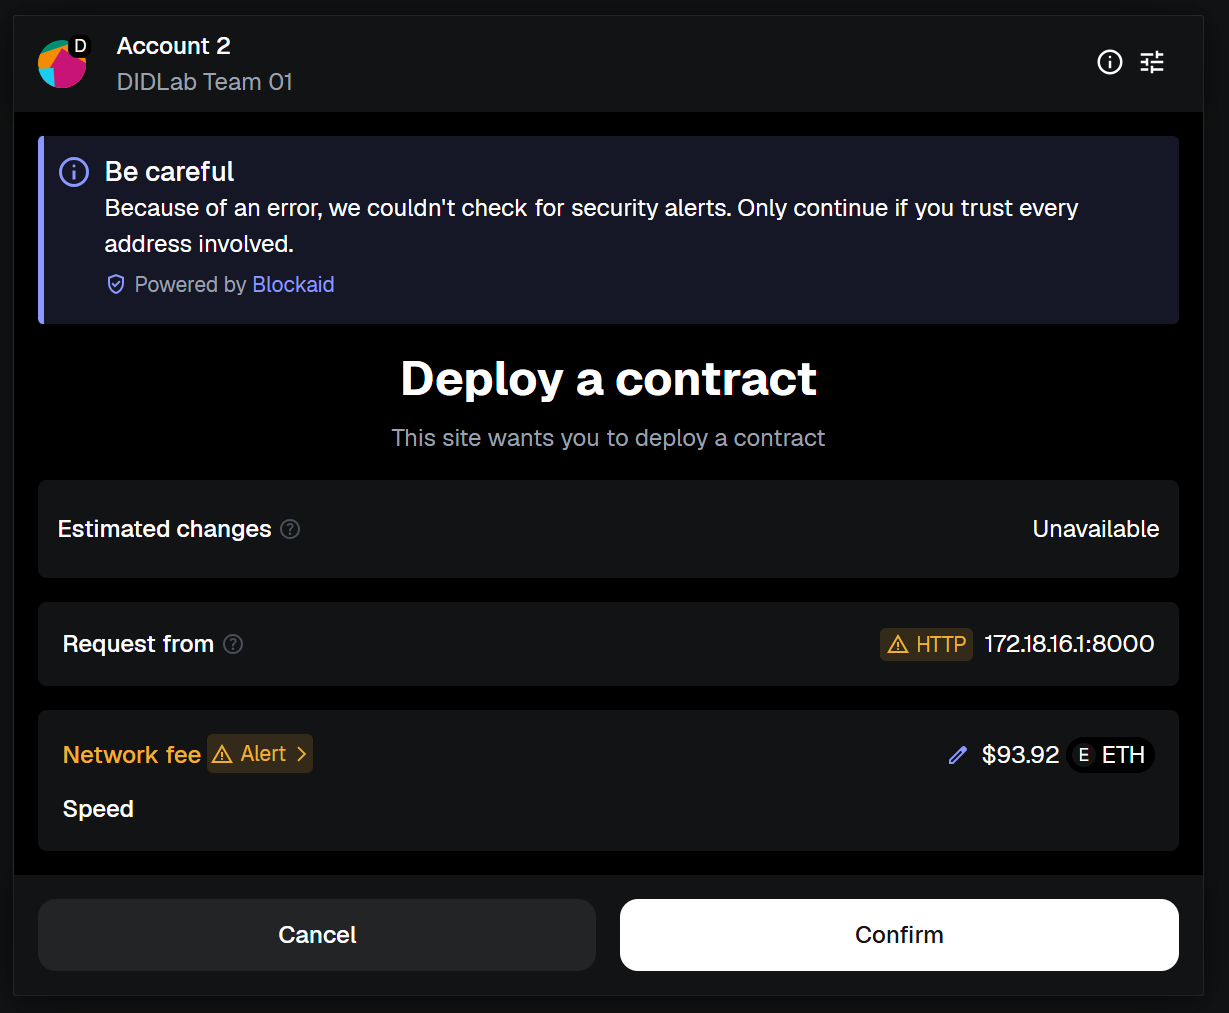 D
Account 2
DIDLab Team 01
Be careful
Because of an error, we couldn't check for security alerts. Only continue if you trust every
address involved.
Powered by Blockaid
Deploy a contract
This site wants you to deploy a contract
Estimated changes ? Unavailable
Request from ? HTTP 172.18.16.1:8000
Network fee Alert > $93.92 E ETH
Speed
Cancel Confirm